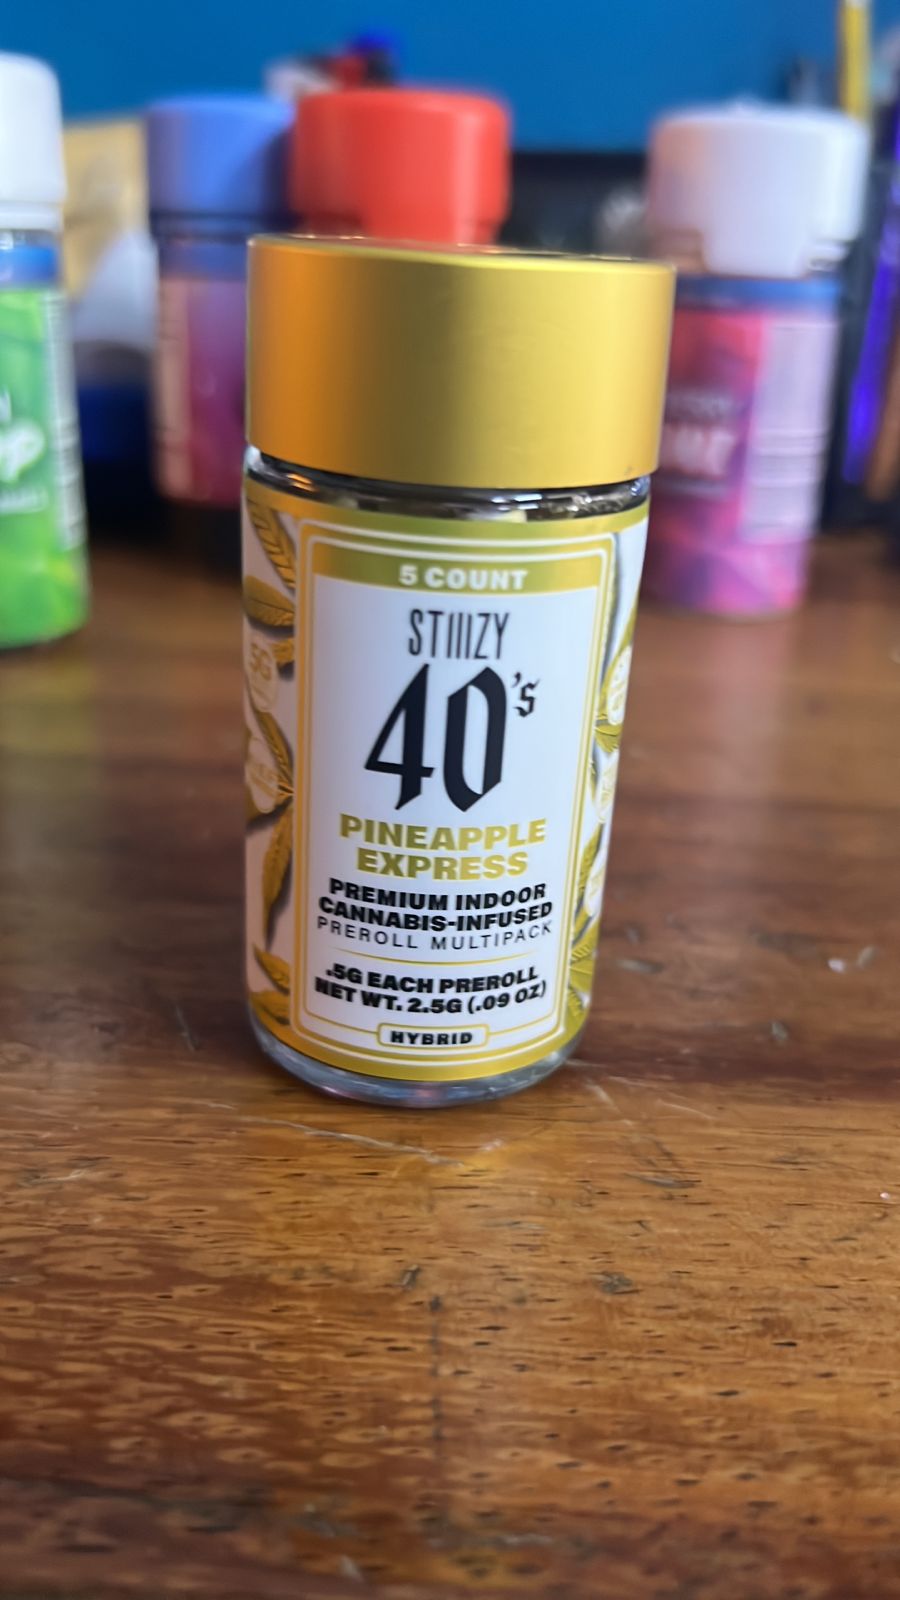 5 COUNT
STIIIZY
40's
PINEAPPLE
EXPRESS
PREMIUM INDOOR
CANNABIS-INFUSED
PREROLL MULTIPACK
.5G EACH PREROLL
NET WT. 2.5G (.09 OZ)
HYBRID
5G